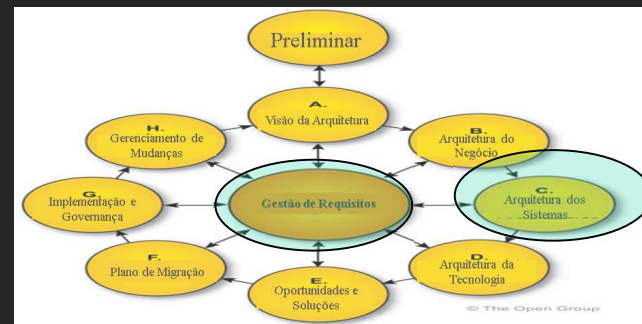 Preliminar
A.
Visão da Arquitetura
H.
Gerenciamento de
Mudanças
B.
Arquitetura do
Negócio
G.
Implementação e
Governança
Gestão de Requisitos
C.
Arquitetura dos
Sistemas
F.
Plano de Migração
E.
Oportunidades e
Soluções
D.
Arquitetura da
Tecnologia
© The Open Group